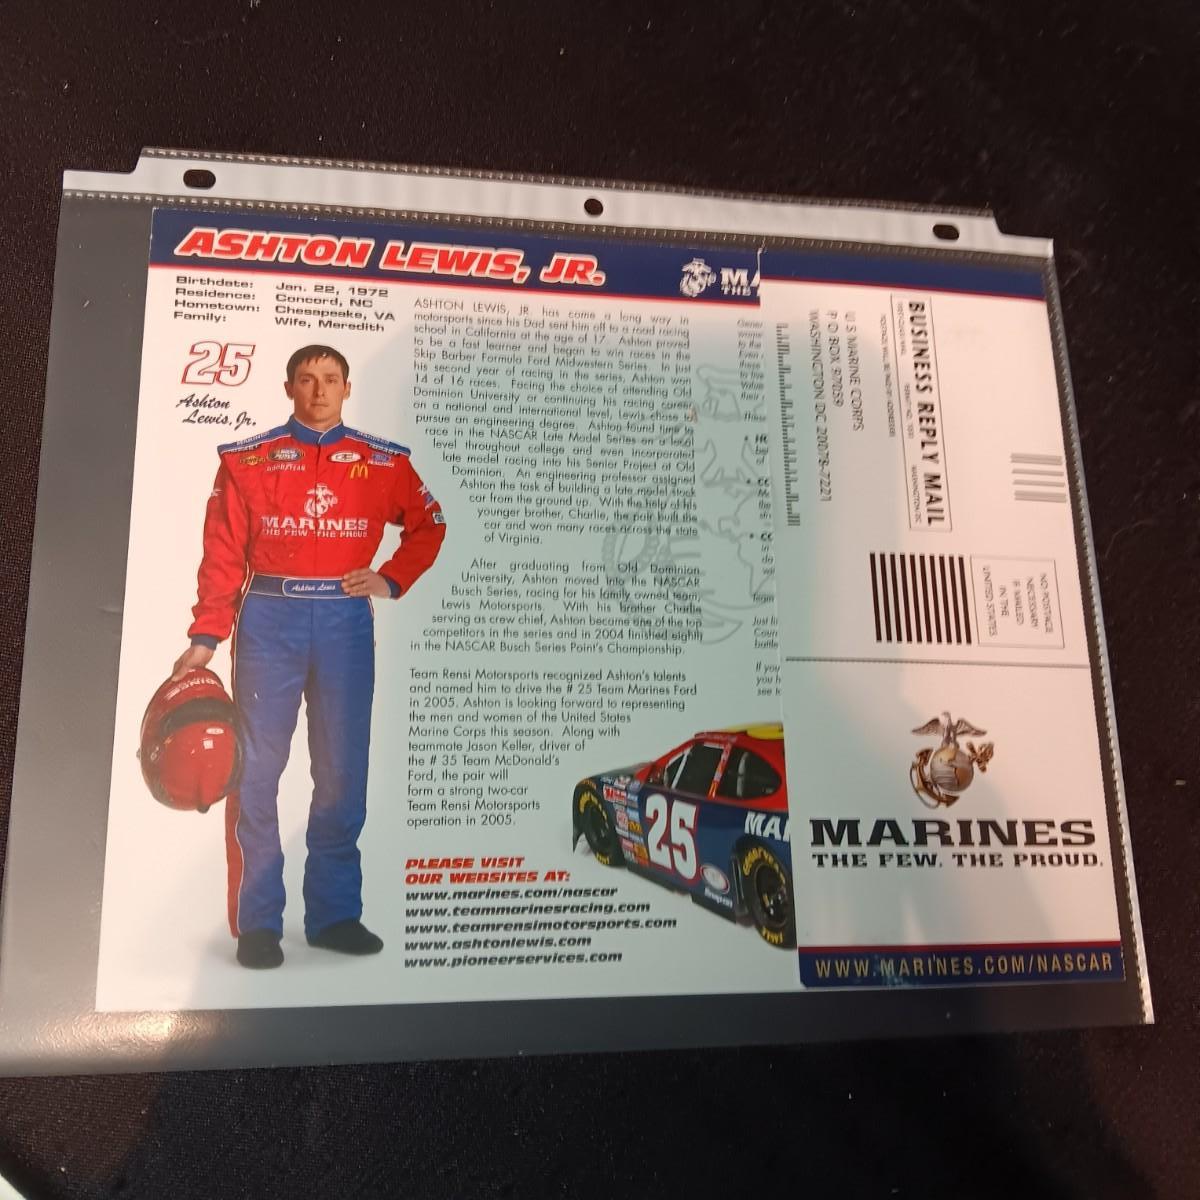 ASHTON LEWIS, JR.
MA
THE
Birthdate: Jan. 22, 1972
Residence: Concord, NC
Hometown: Chesapeake, VA
Family: Wife, Meredith
25
Ashton
Lewis, Jr.
MARINES
THE FEW. THE PROUD.
Ashton Lewis
GOODYEAR
ASHTON LEWIS, JR. has come a long way in
motorsports since his Dad sent him off to a road racing
school in California at the age of 17. Ashton proved
to be a fast learner and began to win races in the
Skip Barber Formula Ford Midwestern Series. In just
his second year of racing in the series, Ashton won
14 of 16 races. Facing the choice of attending Old
Dominion University or continuing his racing career
on a national and international level, Lewis chose to
pursue an engineering degree. Ashton found time to
race in the NASCAR Late Model Series on a local
level throughout college and even incorporated
late model racing into his Senior Project at Old
Dominion. An engineering professor assigned
Ashton the task of building a late model stock
car from the ground up. With the help of his
younger brother, Charlie, the pair built the
car and won many races across the state
of Virginia.
After graduating from Old Dominion
University, Ashton moved into the NASCAR
Busch Series, racing for his family owned team,
Lewis Motorsports. With his brother Charlie
serving as crew chief, Ashton became one of the top
competitors in the series and in 2004 finished eighth
in the NASCAR Busch Series Point's Championship.
Team Rensi Motorsports recognized Ashton's talents
and named him to drive the # 25 Team Marines Ford
in 2005. Ashton is looking forward to representing
the men and women of the United States
Marine Corps this season. Along with
teammate Jason Keller, driver of
the # 35 Team McDonald's
Ford, the pair will
form a strong two-car
Team Rensi Motorsports
operation in 2005.
PLEASE VISIT
OUR WEBSITES AT:
www.marines.com/nascar
www.teammarinesracing.com
www.teamrensimotorsports.com
www.ashtonlewis.com
www.pioneerservices.com
25
MAR
If you
you h
see to
BUSINESS REPLY MAIL
U S MARINE CORPS
P O BOX 97059
WASHINGTON DC 20078-7221
NO POSTAGE
NECESSARY
IF MAILED
IN THE
UNITED STATES
MARINES
THE FEW. THE PROUD.
WWW.MARINES.COM/NASCAR